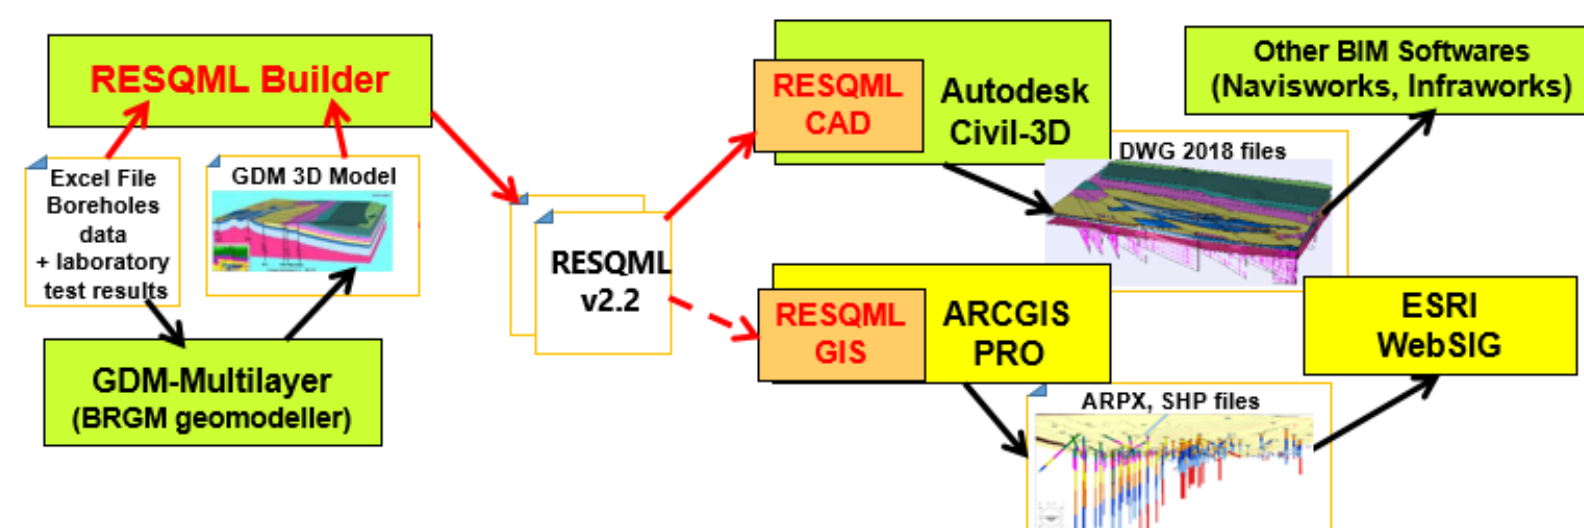 RESQML Builder
Excel File
Boreholes
data
+ laboratory
test results
GDM 3D Model
GDM-Multilayer
(BRGM geomodeller)
RESQML
v2.2
RESQML
CAD
Autodesk
Civil-3D
DWG 2018 files
Other BIM Softwares
(Navisworks, Infraworks)
RESQML
GIS
ARCGIS
PRO
ARPX, SHP files
ESRI
WebSIG